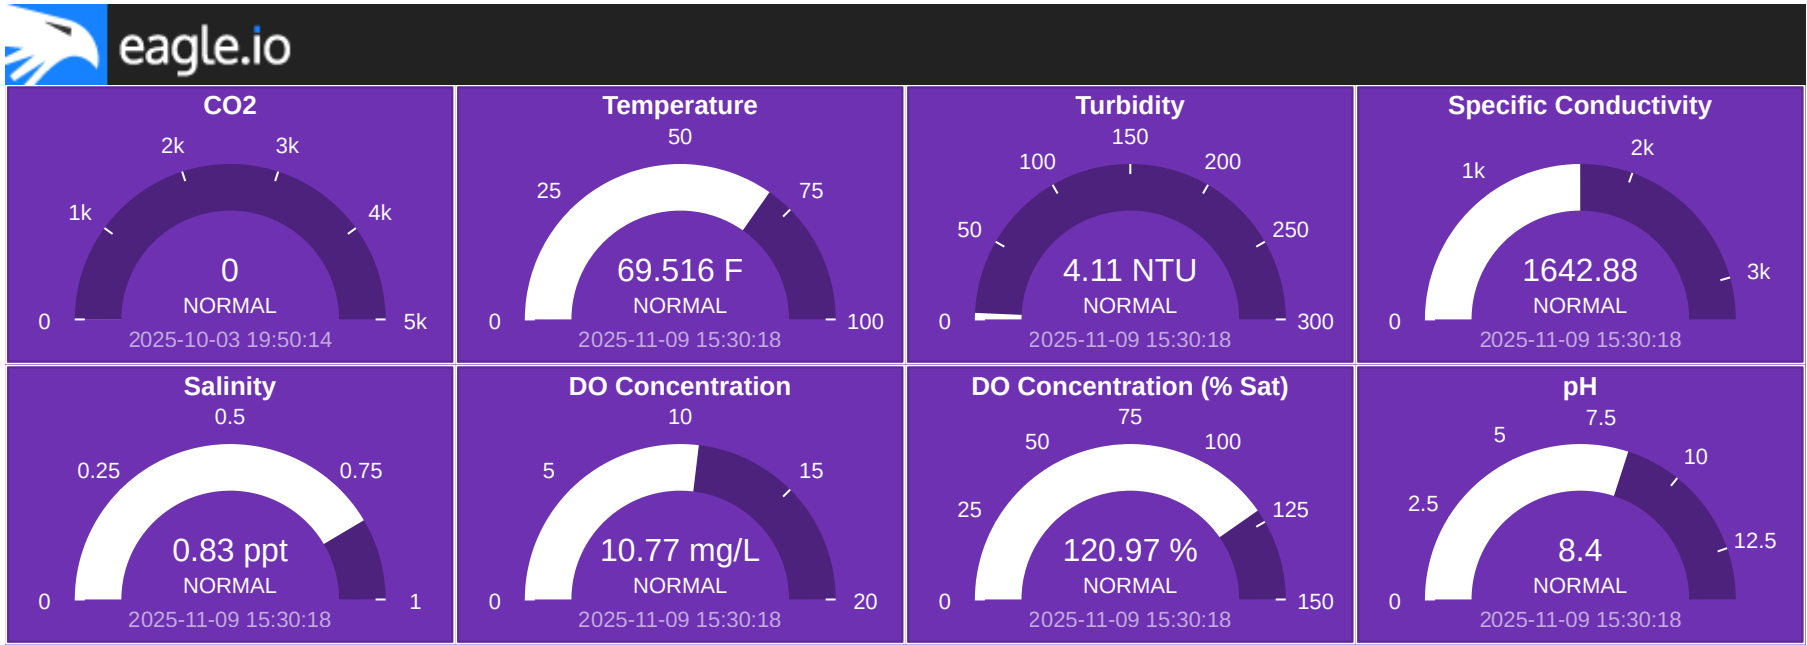 eagle.io
CO2
2k 3k
1k 4k
0
NORMAL
0 5k
2025-10-03 19:50:14
Temperature
50
25 75
69.516 F
NORMAL
0 100
2025-11-09 15:30:18
Turbidity
150
100 200
50 250
4.11 NTU
NORMAL
0 300
2025-11-09 15:30:18
Specific Conductivity
2k
1k
3k
1642.88
NORMAL
0
2025-11-09 15:30:18
Salinity
0.5
0.25 0.75
0.83 ppt
NORMAL
0 1
2025-11-09 15:30:18
DO Concentration
10
5 15
10.77 mg/L
NORMAL
0 20
2025-11-09 15:30:18
DO Concentration (% Sat)
75
50 100
25 125
120.97 %
NORMAL
0 150
2025-11-09 15:30:18
pH
7.5
5
10
2.5
12.5
8.4
NORMAL
0
2025-11-09 15:30:18